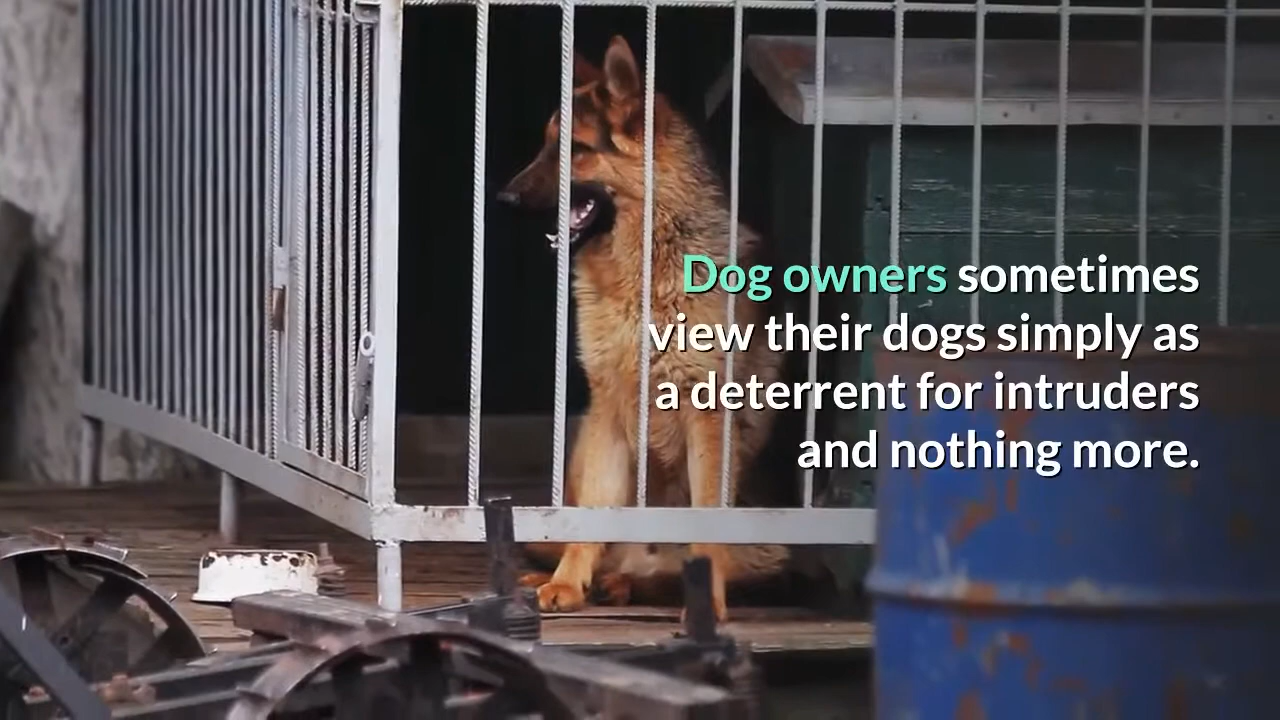 Dog owners sometimes
view their dogs simply as
a deterrent for intruders
and nothing more.